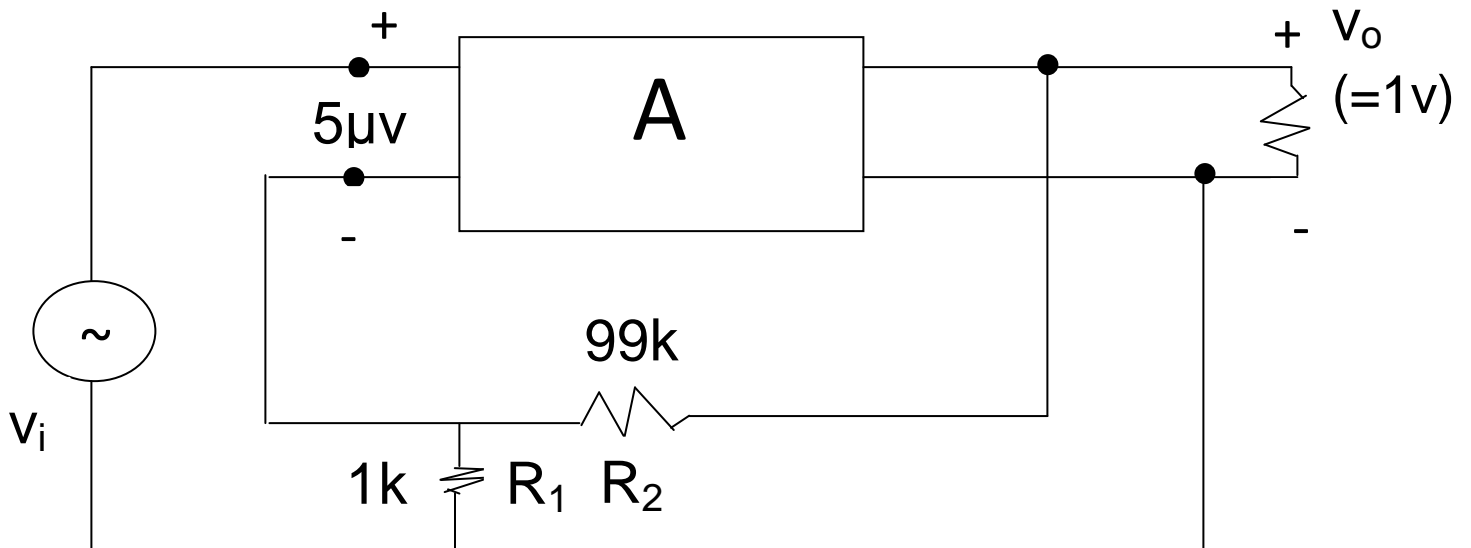 +
A
+ vₒ
(=1v)
5µv
-
-
~
99k
vᵢ
1k R₁ R₂